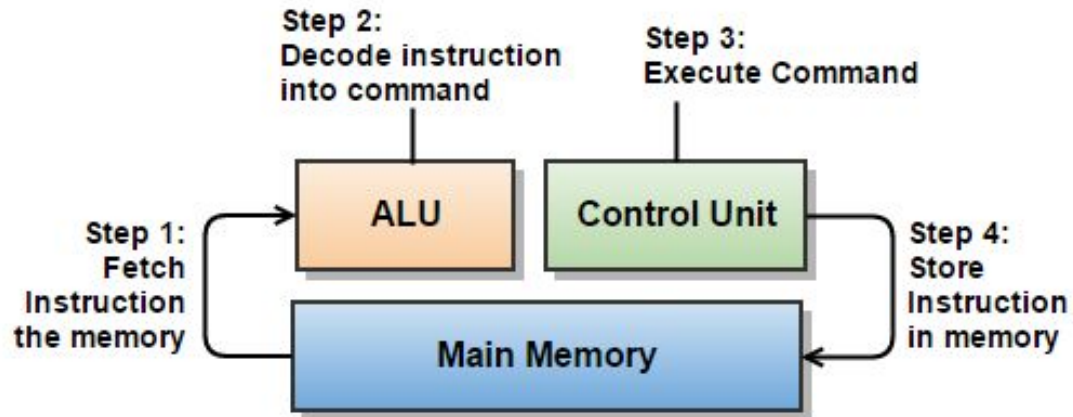 Step 2:
Decode instruction
into command
Step 3:
Execute Command
ALU
Control Unit
Step 1:
Fetch
Instruction
the memory
Step 4:
Store
Instruction
in memory
Main Memory